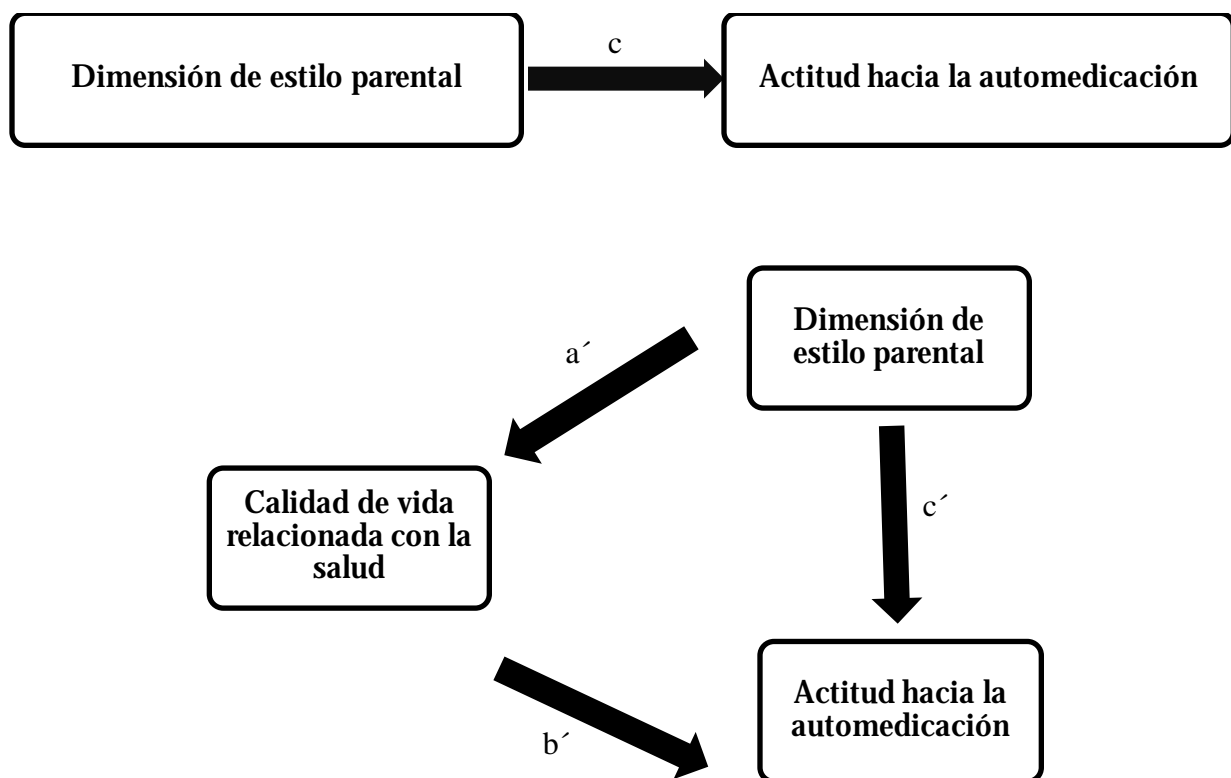 c
Dimensión de estilo parental
Actitud hacia la automedicación
Dimensión de
estilo parental
a´
Calidad de vida
relacionada con la
salud
c´
Actitud hacia la
automedicación
b´